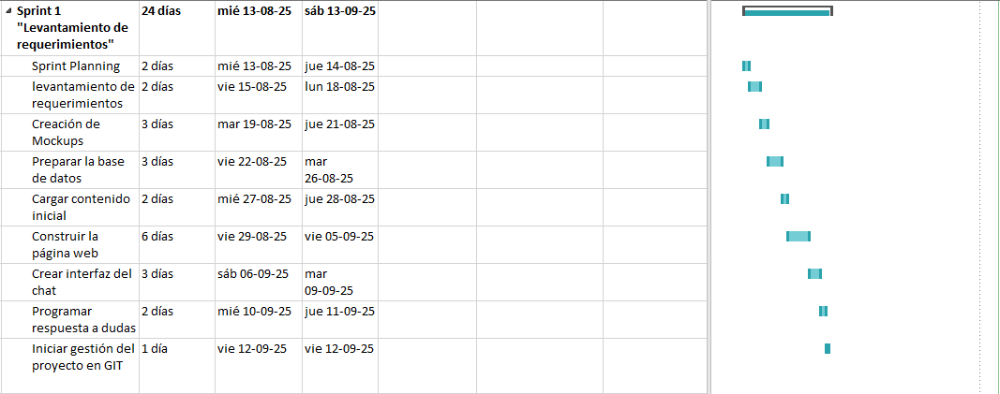 Sprint 1 24 días mié 13-08-25 sáb 13-09-25
"Levantamiento de
requerimientos"
Sprint Planning 2 días mié 13-08-25 jue 14-08-25
levantamiento de 2 días vie 15-08-25 lun 18-08-25
requerimientos
Creación de 3 días mar 19-08-25 jue 21-08-25
Mockups
Preparar la base 3 días vie 22-08-25 mar
de datos 26-08-25
Cargar contenido 2 días mié 27-08-25 jue 28-08-25
inicial
Construir la 6 días vie 29-08-25 vie 05-09-25
página web
Crear interfaz del 3 días sáb 06-09-25 mar
chat 09-09-25
Programar 2 días mié 10-09-25 jue 11-09-25
respuesta a dudas
Iniciar gestión del 1 día vie 12-09-25 vie 12-09-25
proyecto en GIT